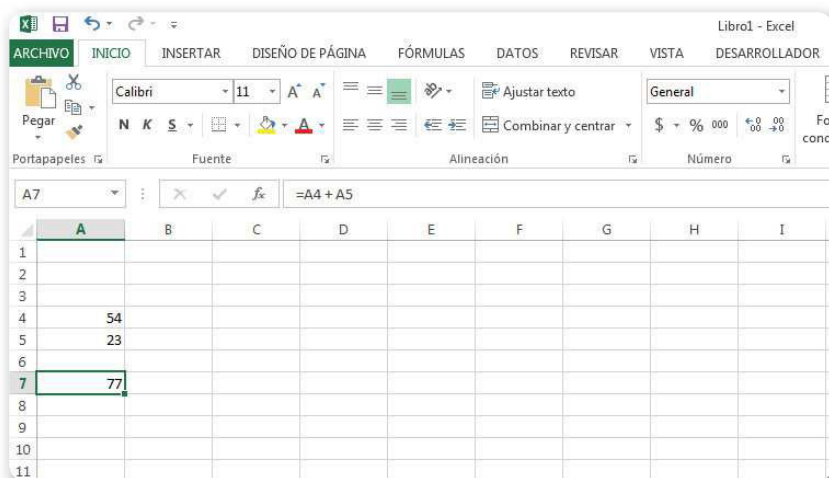 Libro1 - Excel
ARCHIVO INICIO INSERTAR DISEÑO DE PÁGINA FÓRMULAS DATOS REVISAR VISTA DESARROLLADOR
Pegar
Calibri 11 A A
N K S A
Ajustar texto
Combinar y centrar
General
$ % 000
Portapapeles Fuente Alineación Número
A7 fx =A4 + A5
A B C D E F G H I
1
2
3
4 54
5 23
6
7 77
8
9
10
11